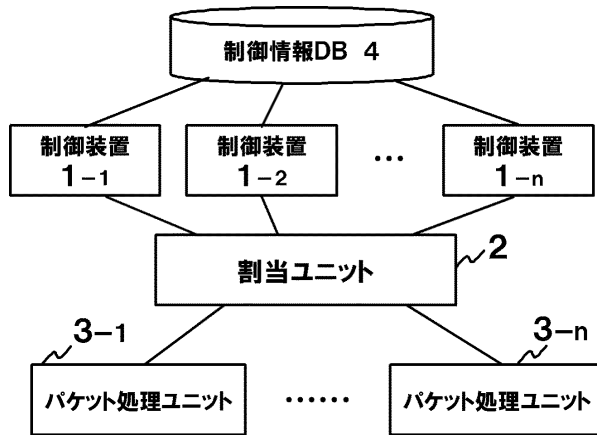 制御情報DB 4
制御装置
1-1
制御装置
1-2
...
制御装置
1-n
割当ユニット
2
3-1
3-n
パケット処理ユニット
......
パケット処理ユニット